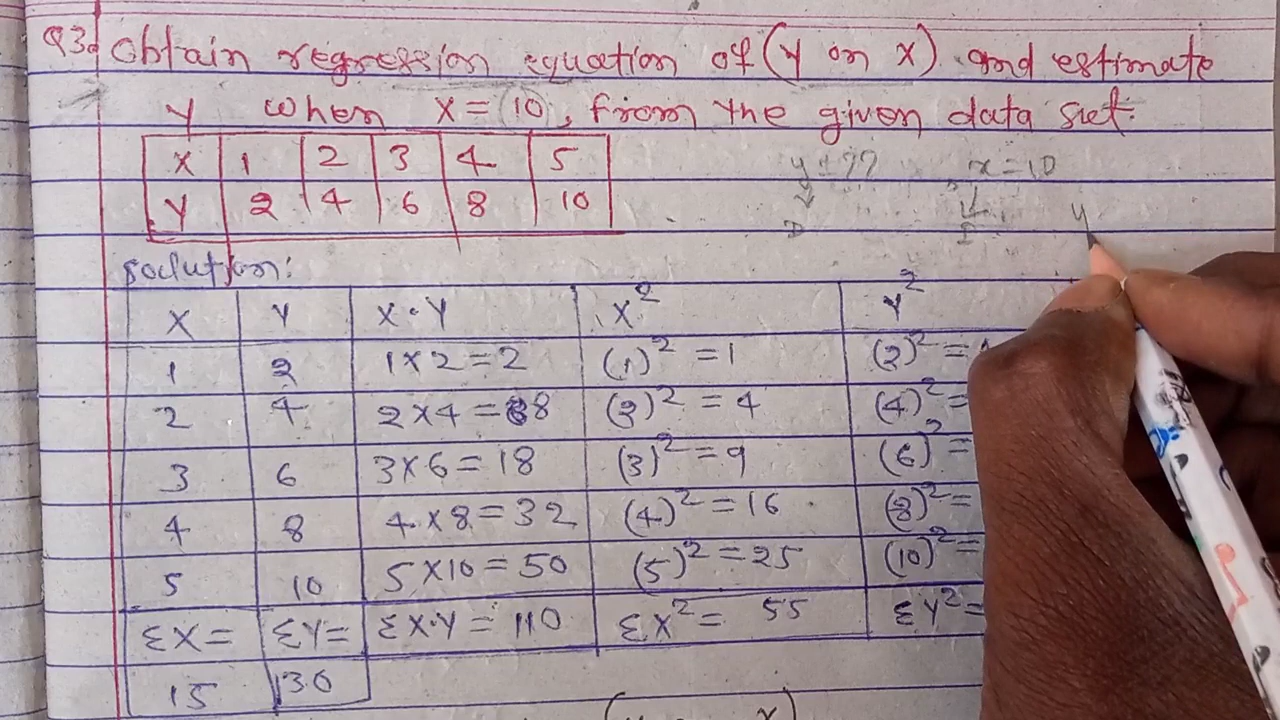 Q3. Obtain regression equation of (Y on X) and estimate
Y when X = 10, from the given data set.
X 1 2 3 4 5
Y 2 4 6 8 10
y = ?? x = 10
D I y
solution:
X Y X·Y X² Y²
1 2 1×2=2 (1)²=1 (2)²=
2 4 2×4=8 (2)²=4 (4)²=
3 6 3×6=18 (3)²=9 (6)²=
4 8 4×8=32 (4)²=16 (8)²=
5 10 5×10=50 (5)²=25 (10)²=
ΣX= ΣY= ΣX·Y=110 ΣX²= 55 ΣY²=
15 30